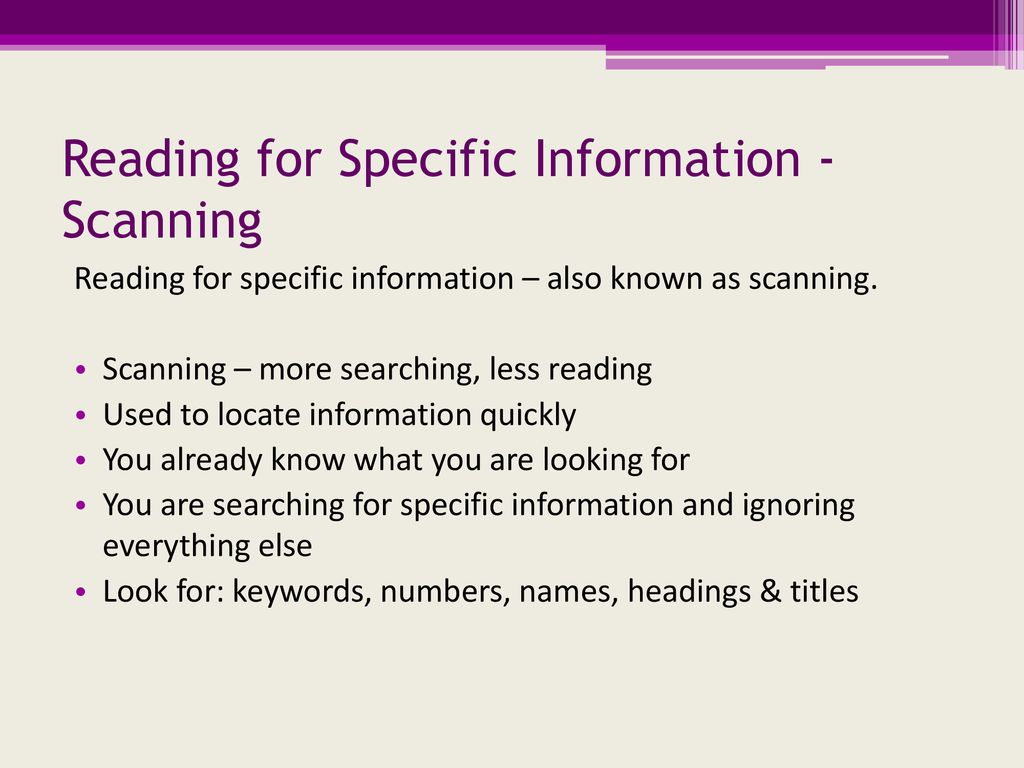 Reading for Specific Information -
Scanning
Reading for specific information – also known as scanning.
• Scanning – more searching, less reading
• Used to locate information quickly
• You already know what you are looking for
• You are searching for specific information and ignoring
everything else
• Look for: keywords, numbers, names, headings & titles